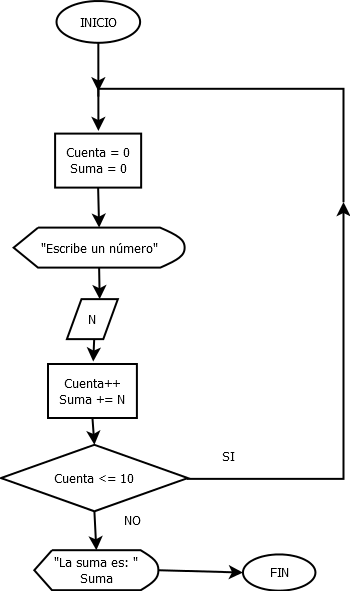 INICIO
Cuenta = 0
Suma = 0
"Escribe un número"
N
Cuenta++
Suma += N
Cuenta <= 10
SI
NO
"La suma es: "
Suma
FIN